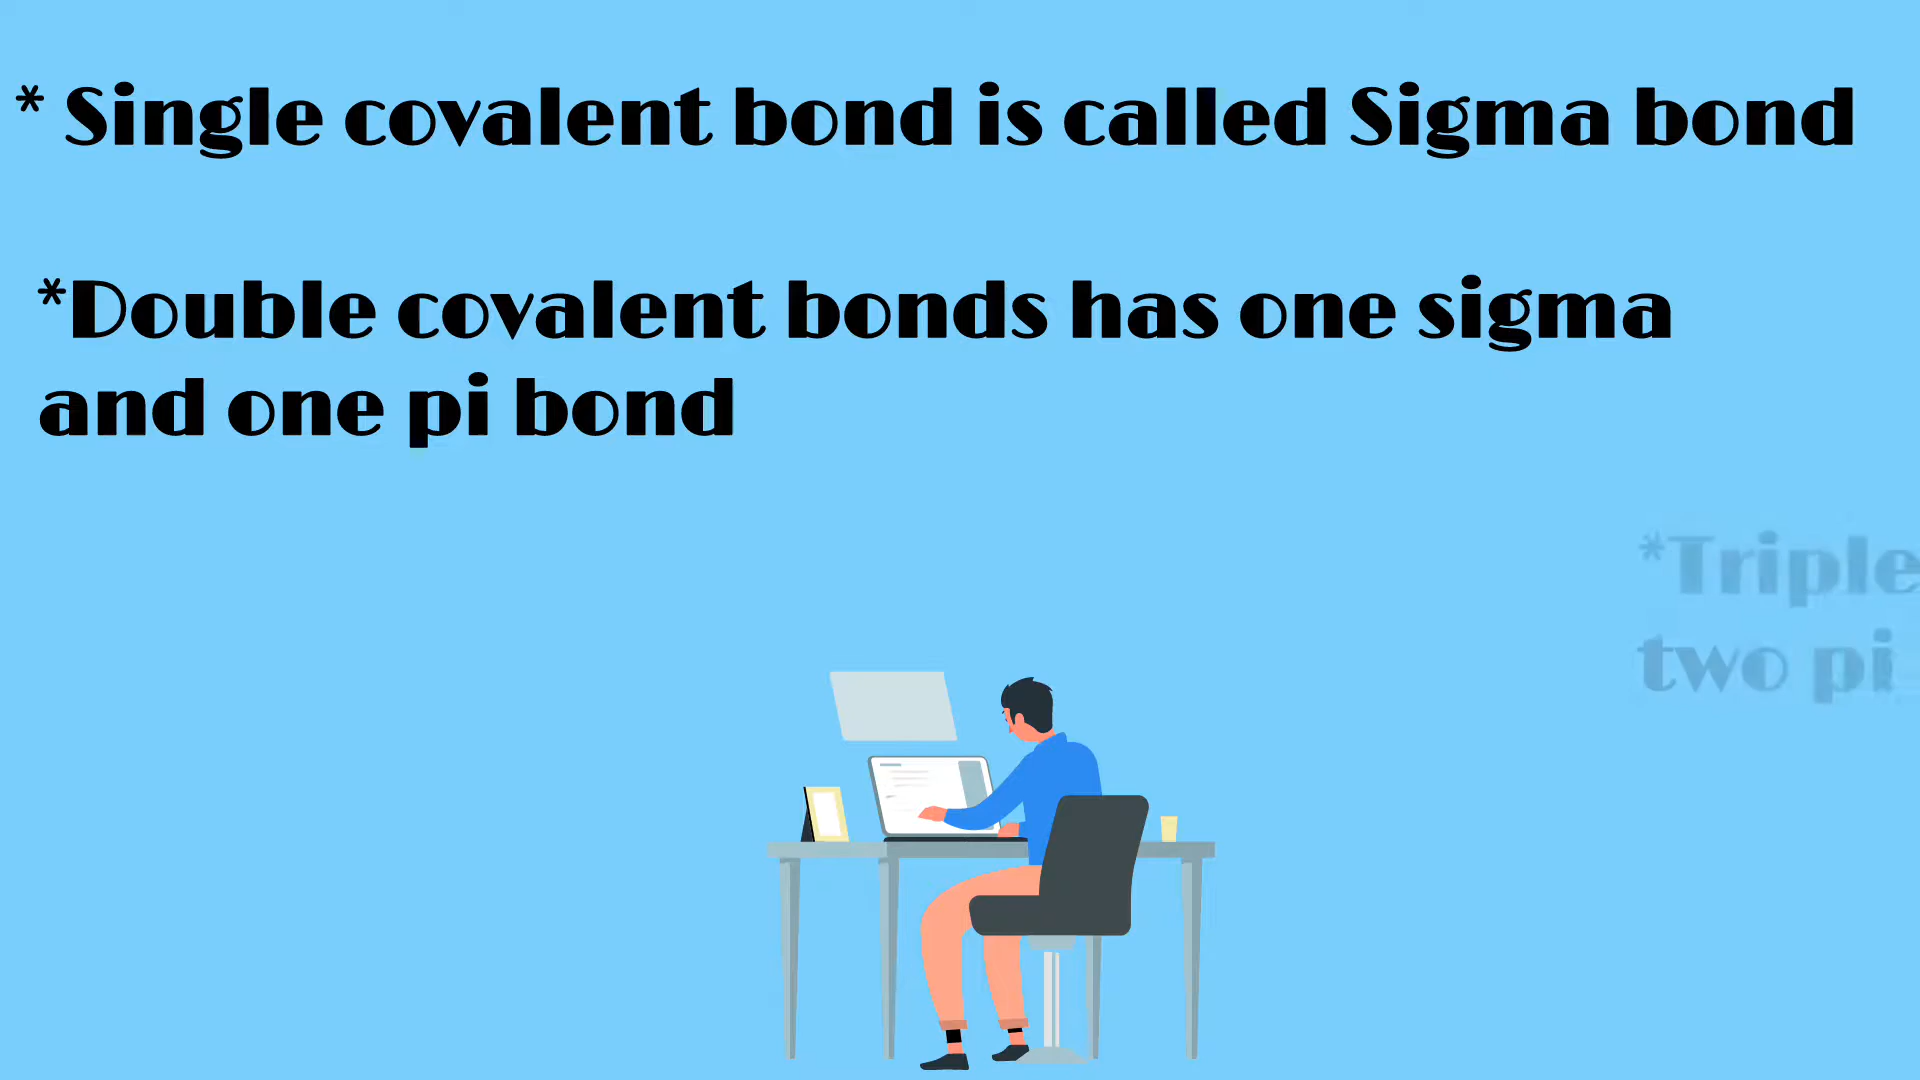 * Single covalent bond is called Sigma bond
*Double covalent bonds has one sigma
and one pi bond
*Triple
two pi